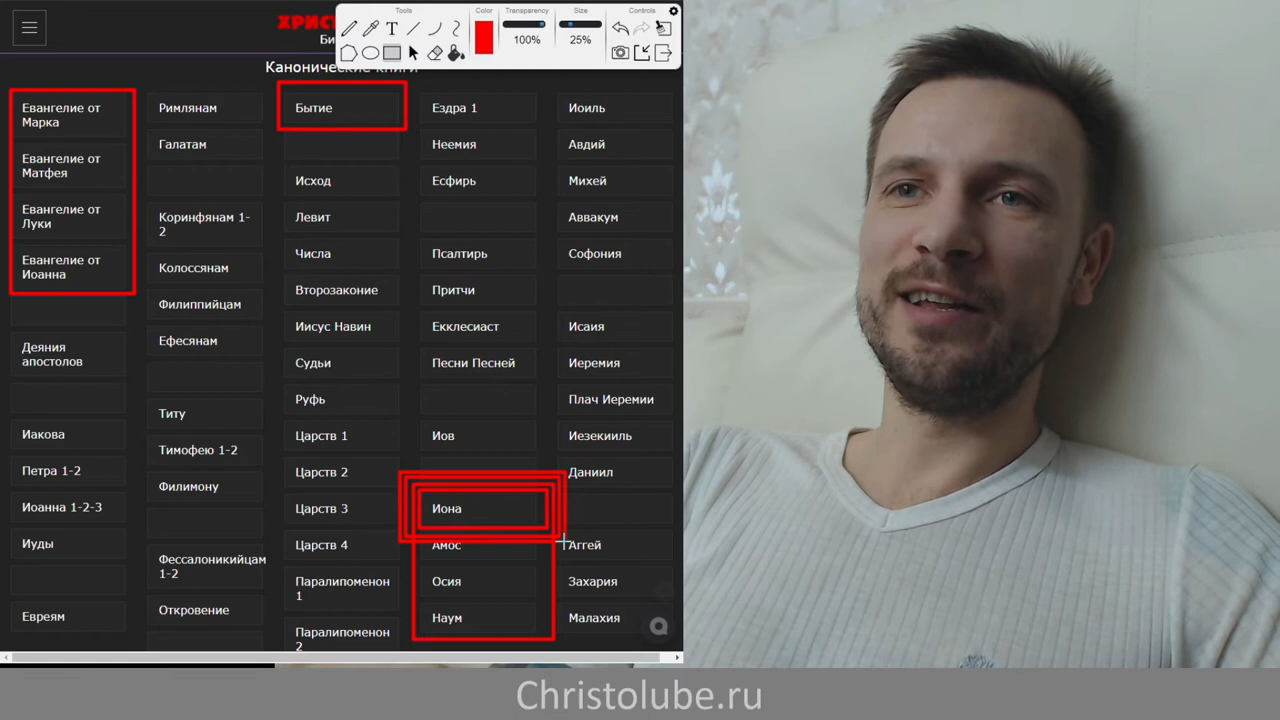 ХРИСТ
Tools
Color
Transparency
Size
Controls
100%
25%
Канонические книги
Евангелие от
Марка
Евангелие от
Матфея
Евангелие от
Луки
Евангелие от
Иоанна
Деяния
апостолов
Иакова
Петра 1-2
Иоанна 1-2-3
Иуды
Евреям
Римлянам
Галатам
Коринфянам 1-
2
Колоссянам
Филиппийцам
Ефесянам
Титу
Тимофею 1-2
Филимону
Фессалоникийцам
1-2
Откровение
Бытие
Исход
Левит
Числа
Второзаконие
Иисус Навин
Судьи
Руфь
Царств 1
Царств 2
Царств 3
Царств 4
Паралипоменон
1
Паралипоменон
2
Ездра 1
Неемия
Есфирь
Псалтирь
Притчи
Екклесиаст
Песни Песней
Иов
Иона
Амос
Осия
Наум
Иоиль
Авдий
Михей
Аввакум
Софония
Исаия
Иеремия
Плач Иеремии
Иезекииль
Даниил
Аггей
Захария
Малахия
Christolube.ru